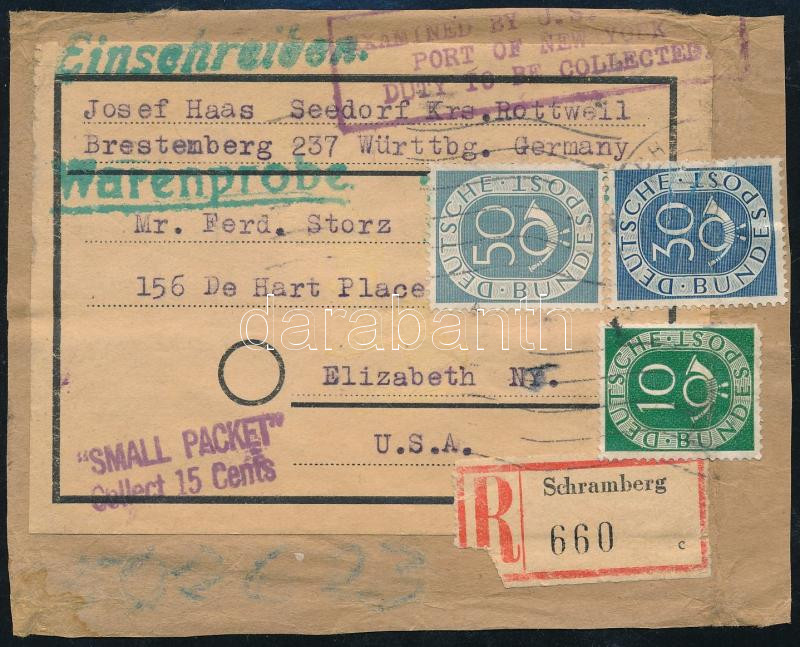 Einschreiben.
EXAMINED BY U.S.
PORT OF NEW YORK
DUTY TO BE COLLECTED
Josef Haas Seedorf Krs.Rottweil
Brestemberg 237 Württbg. Germany
Warenprobe
Mr. Ferd. Storz
156 De Hart Place
Elizabeth NY.
U.S.A.
DEUTSCHE BUNDESPOST
50
DEUTSCHE BUNDESPOST
30
DEUTSCHE BUNDESPOST
10
darabanth
"SMALL PACKET"
Collect 15 Cents
R
Schramberg
660
c